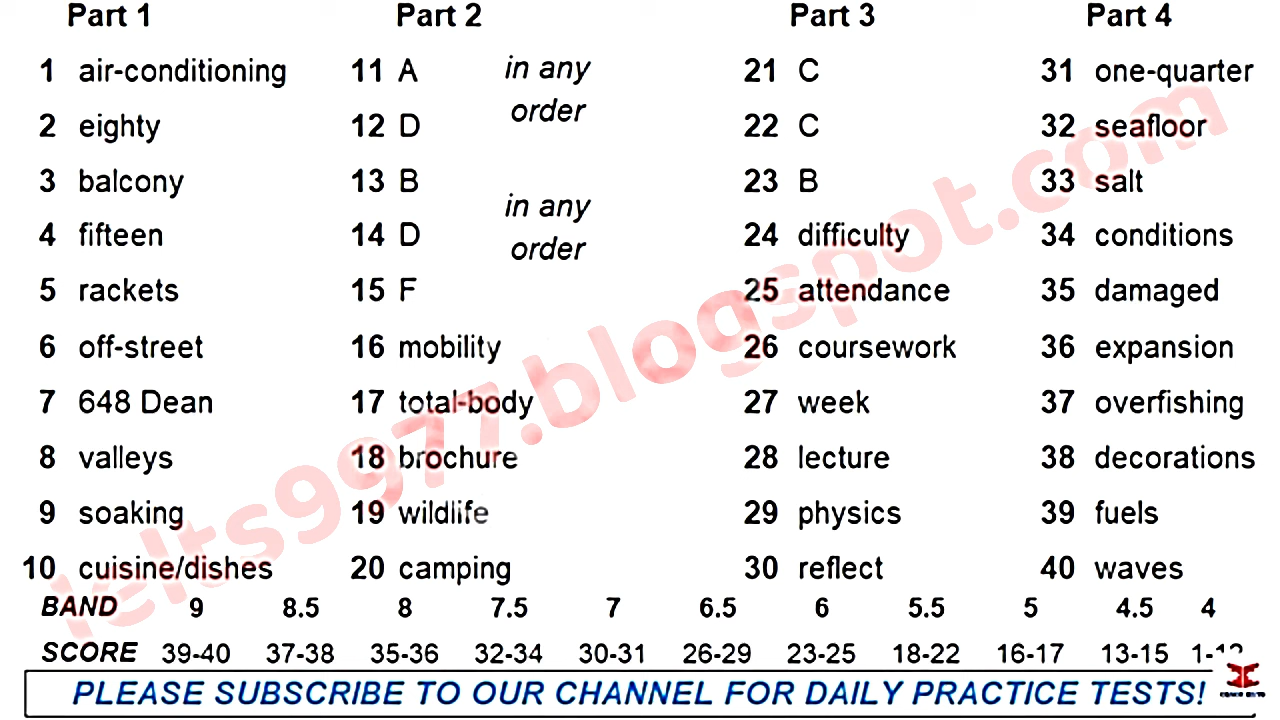 Part 1 Part 2 Part 3 Part 4
1 air-conditioning 11 A in any 21 C 31 one-quarter
order
2 eighty 12 D 22 C 32 seafloor
3 balcony 13 B 23 B 33 salt
in any
4 fifteen 14 D order 24 difficulty 34 conditions
5 rackets 15 F 25 attendance 35 damaged
6 off-street 16 mobility 26 coursework 36 expansion
7 648 Dean 17 total-body 27 week 37 overfishing
8 valleys 18 brochure 28 lecture 38 decorations
9 soaking 19 wildlife 29 physics 39 fuels
10 cuisine/dishes 20 camping 30 reflect 40 waves
BAND 9 8.5 8 7.5 7 6.5 6 5.5 5 4.5 4
SCORE 39-40 37-38 35-36 32-34 30-31 26-29 23-25 18-22 16-17 13-15
PLEASE SUBSCRIBE TO OUR CHANNEL FOR DAILY PRACTICE TESTS!
ielts9977.blogspot.com